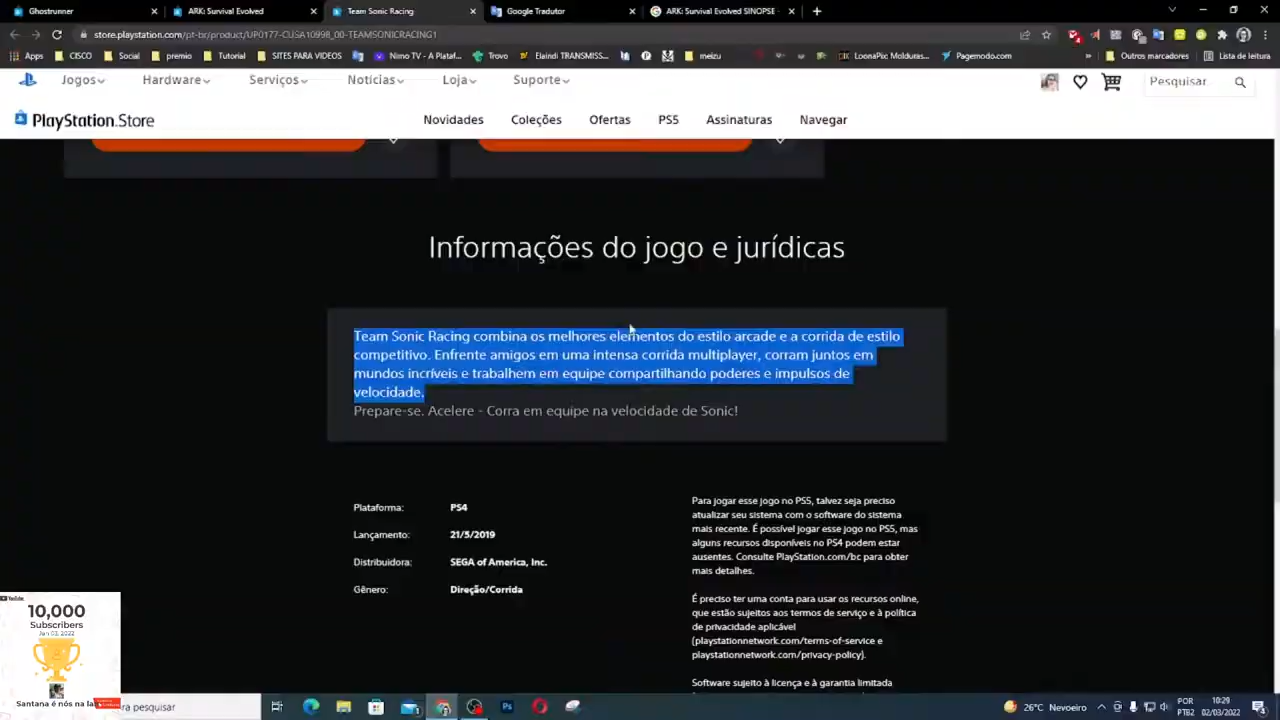 Ghostrunner
ARK: Survival Evolved
Team Sonic Racing
Google Tradutor
ARK: Survival Evolved SINOPSE -
store.playstation.com/pt-br/product/UP0177-CUSA10998_00-TEAMSONICRACING1
Apps
CISCO
Social
premio
Tutorial
SITES PARA VIDEOS
Nimo TV - A Plataf...
Trovo
Elaindi TRANSMISS...
meizu
LoonaPic Molduras...
Pagemodo.com
Outros marcadores
Lista de leitura
Jogos
Hardware
Serviços
Notícias
Loja
Suporte
Pesquisar
PlayStation.Store
Novidades
Coleções
Ofertas
PS5
Assinaturas
Navegar
Informações do jogo e jurídicas
Team Sonic Racing combina os melhores elementos do estilo arcade e a corrida de estilo
competitivo. Enfrente amigos em uma intensa corrida multiplayer, corram juntos em
mundos incríveis e trabalhem em equipe compartilhando poderes e impulsos de
velocidade.
Prepare-se. Acelere - Corra em equipe na velocidade de Sonic!
Plataforma:
PS4
Lançamento:
21/5/2019
Distribuidora:
SEGA of America, Inc.
Gênero:
Direção/Corrida
Para jogar esse jogo no PS5, talvez seja preciso
atualizar seu sistema com o software do sistema
mais recente. É possível jogar esse jogo no PS5, mas
alguns recursos disponíveis no PS4 podem estar
ausentes. Consulte PlayStation.com/bc para obter
mais detalhes.
É preciso ter uma conta para usar os recursos online,
que estão sujeitos aos termos de serviço e à política
de privacidade aplicável
(playstationnetwork.com/terms-of-service e
playstationnetwork.com/privacy-policy).
Software sujeito à licença e à garantia limitada
YouTube
10,000
Subscribers
Jan 03, 2022
Santana é nós na la
ra pesquisar
26°C Nevoeiro
POR
PTB2
10:29
02/03/2022